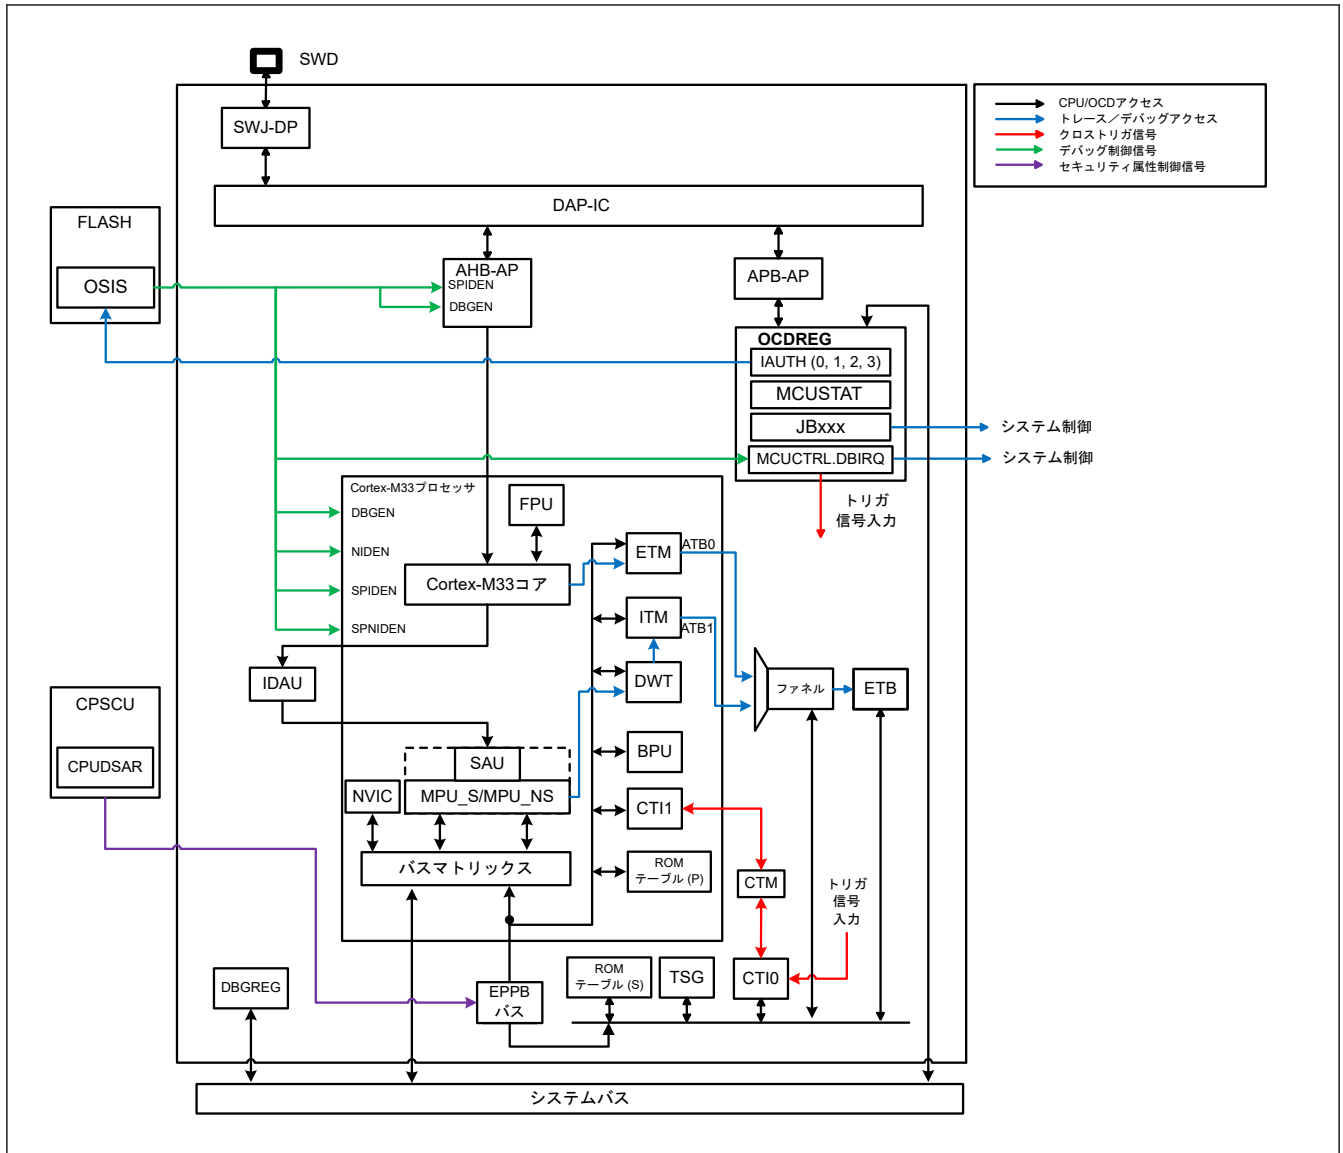 SWD
CPU/OCDアクセス
トレース／デバッグアクセス
クロストリガ信号
デバッグ制御信号
セキュリティ属性制御信号
SWJ-DP
DAP-IC
FLASH
OSIS
AHB-AP
SPIDEN
DBGEN
APB-AP
OCDREG
IAUTH (0, 1, 2, 3)
MCUSTAT
JBxxx
システム制御
MCUCTRL.DBIRQ
システム制御
トリガ
信号入力
Cortex-M33プロセッサ
FPU
DBGEN
NIDEN
SPIDEN
SPNIDEN
Cortex-M33コア
ETM
ATB0
ITM
ATB1
DWT
IDAU
ファネル
ETB
CPSCU
CPUDSAR
SAU
BPU
NVIC
MPU_S/MPU_NS
CTI1
バスマトリックス
ROM
テーブル (P)
CTM
トリガ
信号
入力
DBGREG
EPPB
バス
ROM
テーブル (S)
TSG
CTI0
システムバス